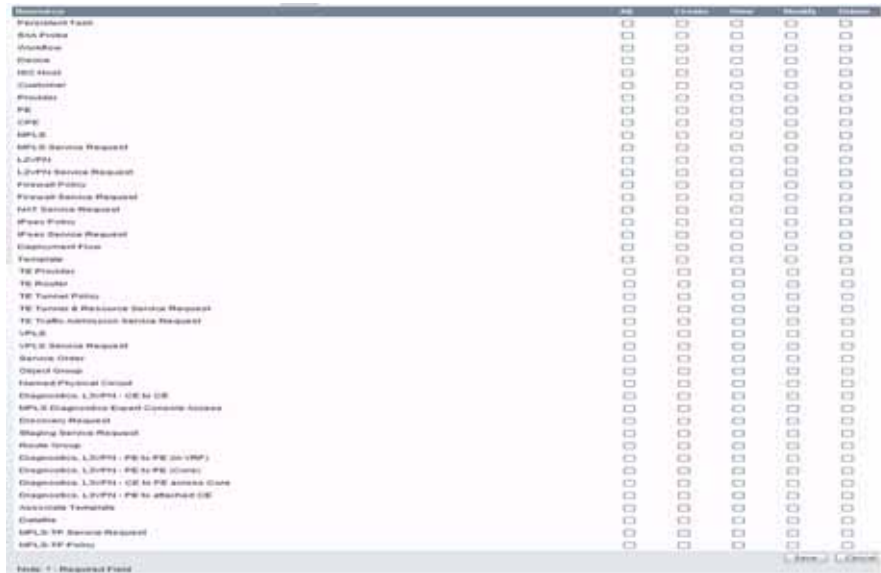 Resource All Create View Modify Delete
Persistent Task
SAA Probe
Workflow
Device
ISC Host
Customer
Provider
PE
CPE
MPLS
MPLS Service Request
L2VPN
L2VPN Service Request
Firewall Policy
Firewall Service Request
NAT Service Request
IPsec Policy
IPsec Service Request
Deployment Flow
Template
TE Provider
TE Router
TE Tunnel Policy
TE Tunnel & Resource Service Request
TE Traffic Admission Service Request
VPLS
VPLS Service Request
Service Order
Object Group
Named Physical Circuit
Diagnostics, L3VPN - CE to CE
MPLS Diagnostics Expert Console Access
Discovery Request
Staging Service Request
Route Group
Diagnostics, L3VPN - PE to PE (in VRF)
Diagnostics, L3VPN - PE to PE (Core)
Diagnostics, L3VPN - CE to PE across Core
Diagnostics, L3VPN - PE to attached CE
Associate Template
Datafile
MPLS-TP Service Request
MPLS-TP Policy
Save Cancel
Note: * - Required Field